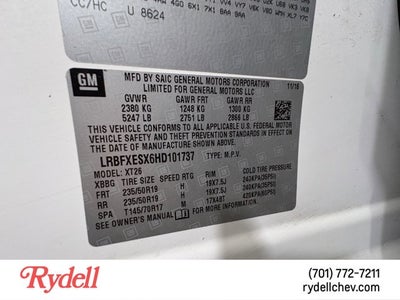 CC/HC
U 8624
GM
MFD BY SAIC GENERAL MOTORS CORPORATION
LIMITED FOR GENERAL MOTORS LLC
11/16
GVWR GAWR FRT GAWR RR
2380 KG 1248 KG 1300 KG
5247 LB 2751 LB 2866 LB
THIS VEHICLE CONFORMS TO ALL APPLICABLE U.S. FEDERAL MOTOR
VEHICLE SAFETY, BUMPER, AND THEFT PREVENTION STANDARDS IN
EFFECT ON THE DATE OF MANUFACTURE SHOWN ABOVE.
LRBFXESX6HD101737 TYPE: M.P.V.
MODEL: XT26
XBBG TIRE SIZE SPEED RTG RIM COLD TIRE PRESSURE
FRT 235/50R19 H 19X7.5J 240KPA(35PSI)
RR 235/50R19 H 19X7.5J 240KPA(35PSI)
SPA T145/70R17 M 17X4BT 420KPA(60PSI)
SEE OWNER'S MANUAL FOR MORE INFORMATION.
Rydell
(701) 772-7211
rydellchev.com